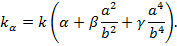 k_α = k(α + β a²/b² + γ a⁴/b⁴).